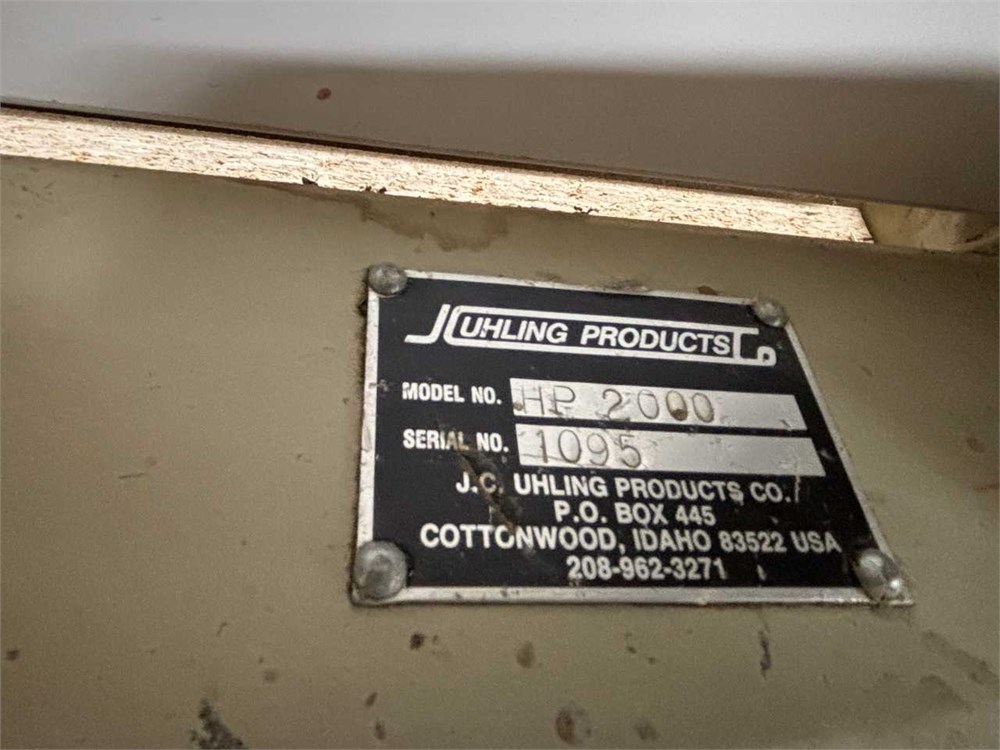 JC UHLING PRODUCTS Co
MODEL NO. HP 2000
SERIAL NO. 1095
J.C. UHLING PRODUCTS CO.
P.O. BOX 445
COTTONWOOD, IDAHO 83522 USA
208-962-3271